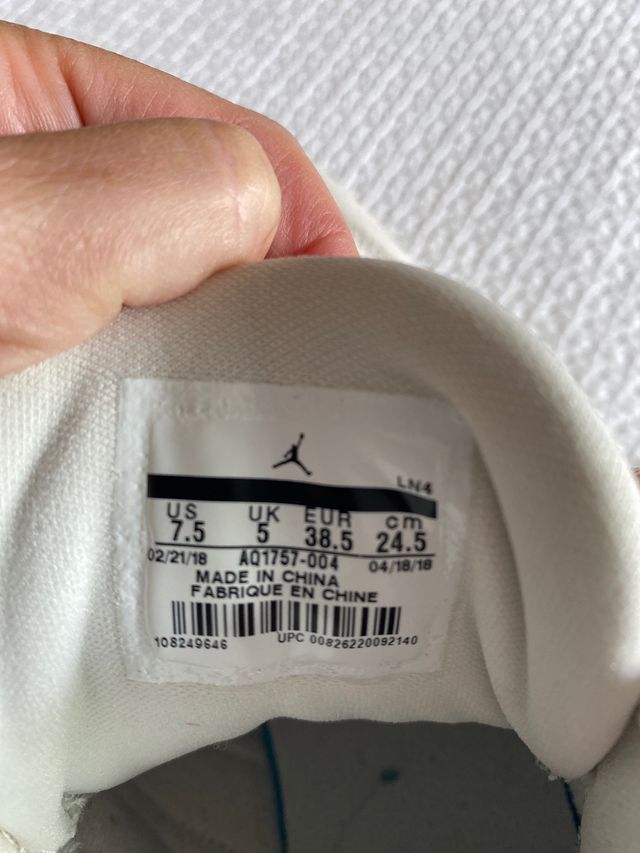 LN4
US UK EUR cm
7.5 5 38.5 24.5
02/21/18 AQ1757-004 04/18/18
MADE IN CHINA
FABRIQUE EN CHINE
108249646 UPC 00826220092140